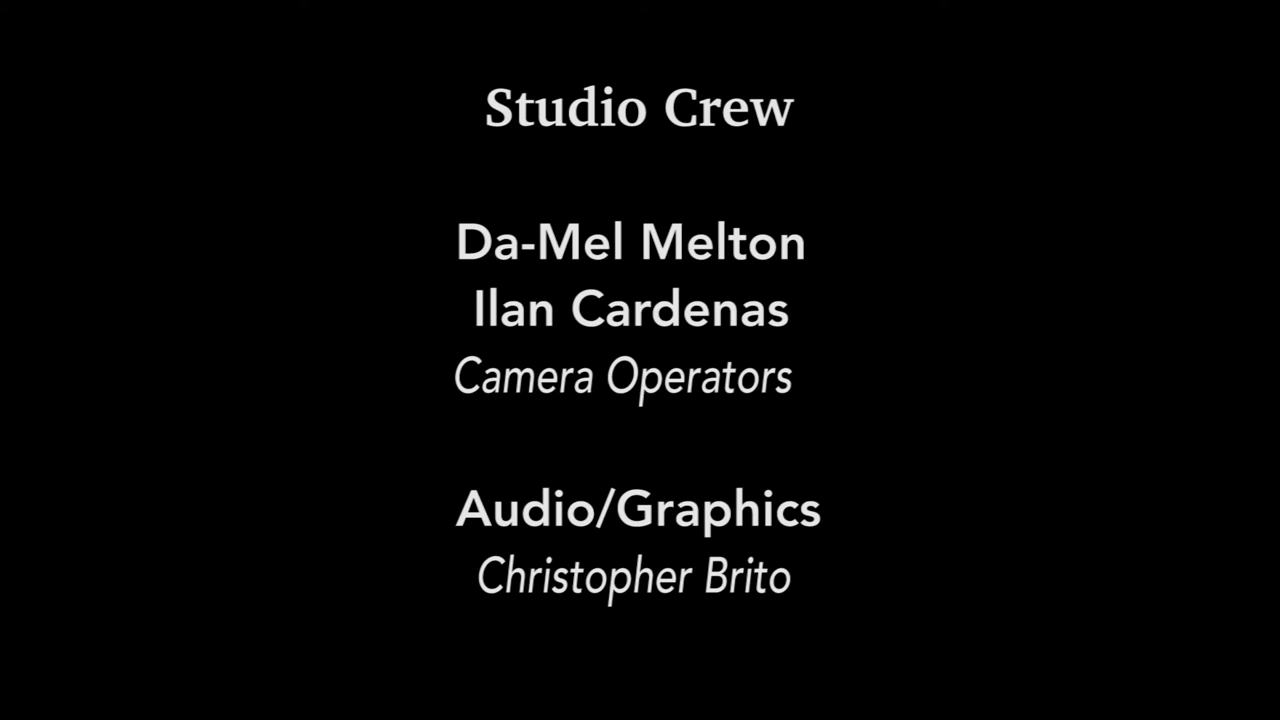 Studio Crew
Da-Mel Melton
Ilan Cardenas
Camera Operators
Audio/Graphics
Christopher Brito